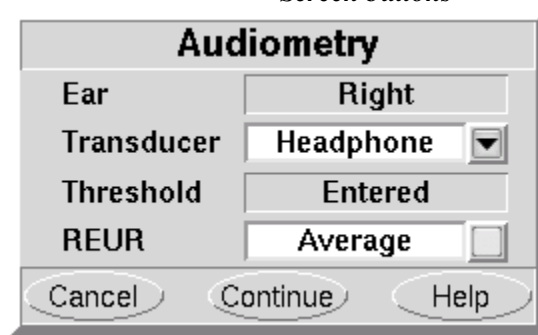 Audiometry
Ear Right
Transducer Headphone
Threshold Entered
REUR Average
Cancel Continue Help